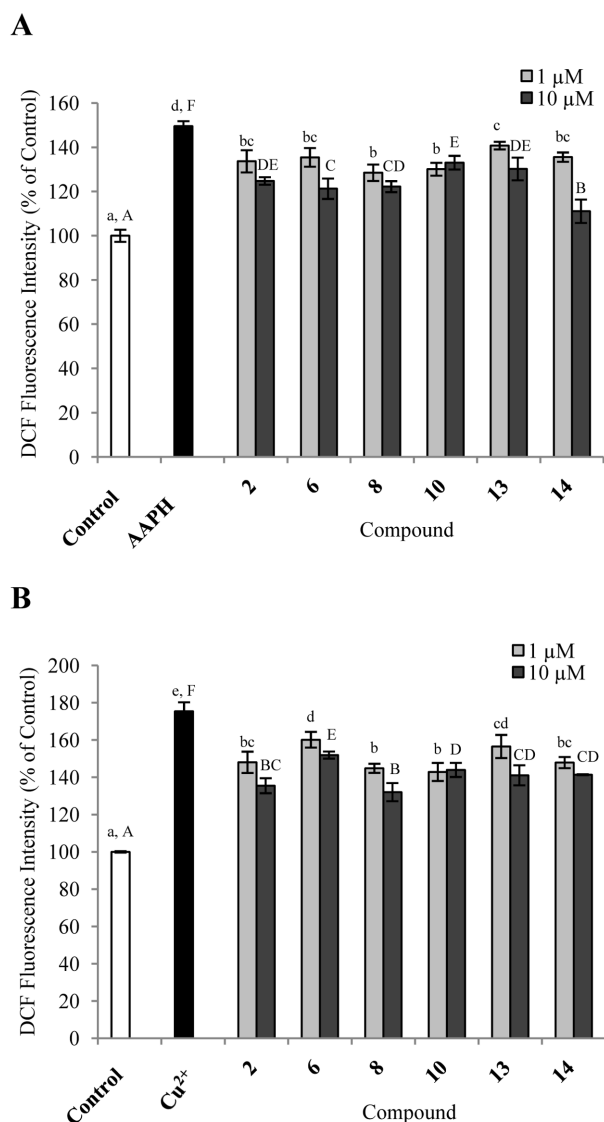 A
1 μM
10 μM
DCF Fluorescence Intensity (% of Control)
160
140
120
100
80
60
40
20
0
a, A
d, F
bc
DE
bc
C
b
CD
b
E
c
DE
bc
B
Control
AAPH
2
6
8
10
13
14
Compound
B
1 μM
10 μM
DCF Fluorescence Intensity (% of Control)
200
180
160
140
120
100
80
60
40
20
0
a, A
e, F
bc
BC
d
E
b
B
b
D
cd
CD
bc
CD
Control
Cu²⁺
2
6
8
10
13
14
Compound